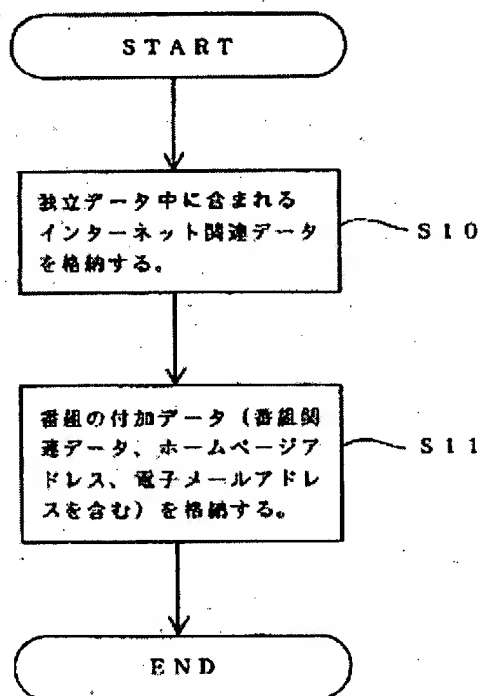 START
独立データ中に含まれる
インターネット関連データ
を格納する。
S10
番組の付加データ(番組関
連データ、ホームページア
ドレス、電子メールアドレ
スを含む)を格納する。
S11
END